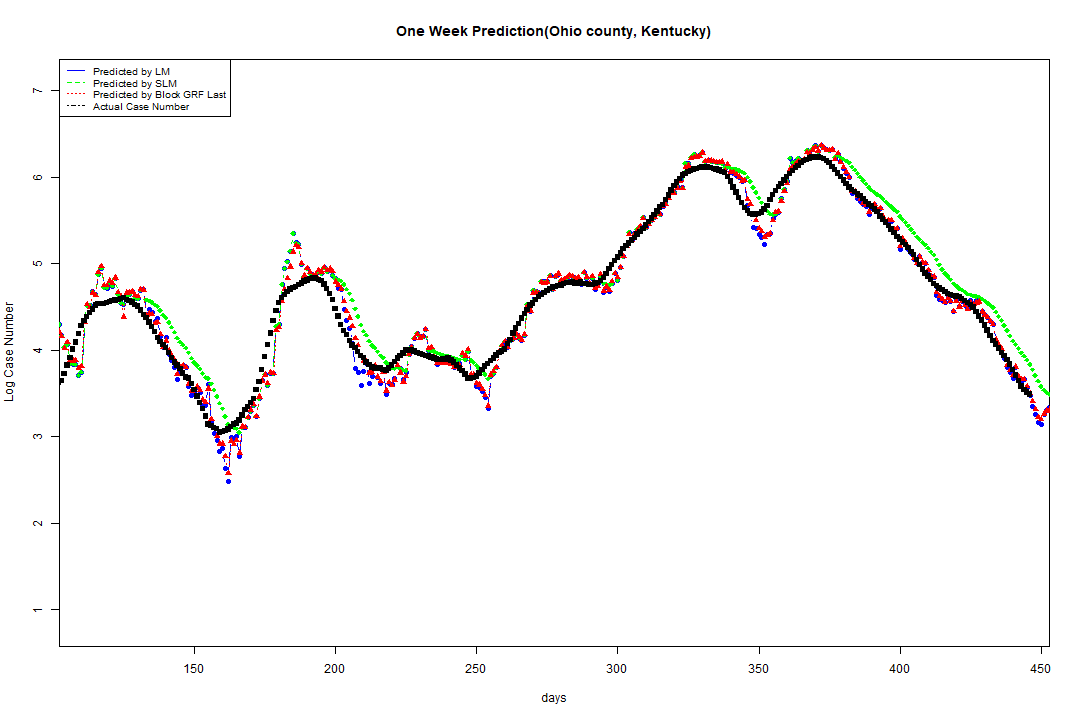 One Week Prediction(Ohio county, Kentucky)
Predicted by LM
Predicted by SLM
Predicted by Block GRF Last
Actual Case Number
7
6
5
4
3
2
1
Log Case Number
150 200 250 300 350 400 450
days